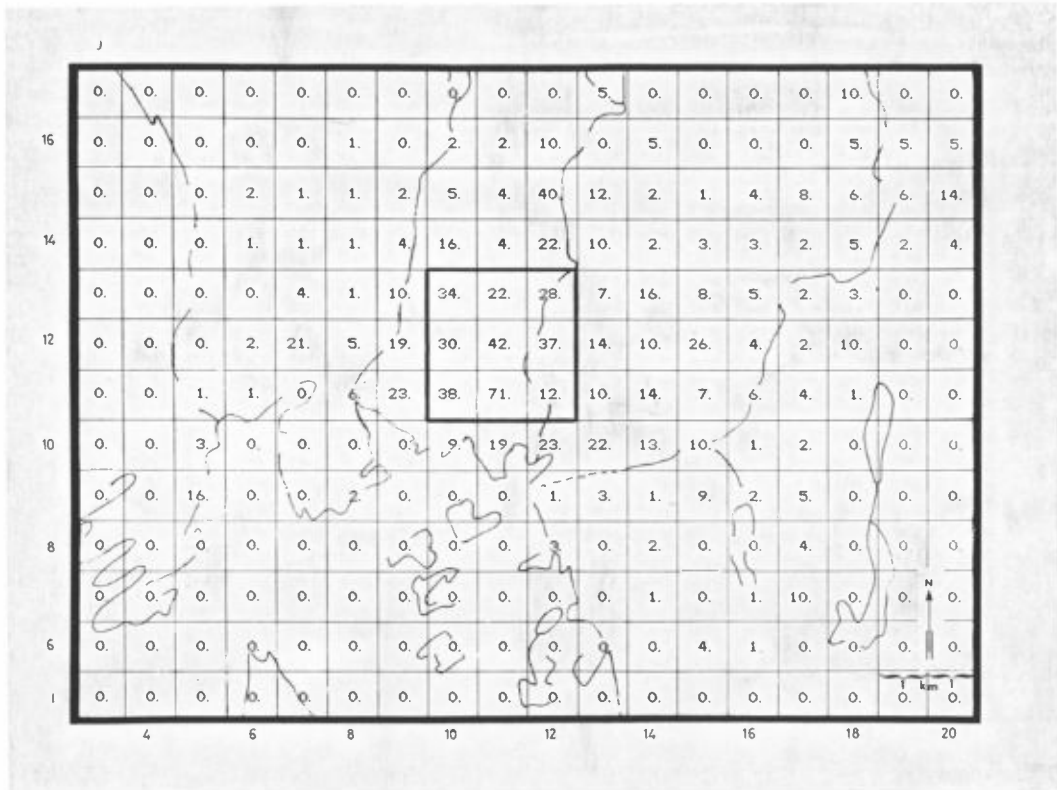 J
0. 0. 0. 0. 0. 0. 0. 0. 0. 0. 5. 0. 0. 0. 0. 10. 0. 0.
16 0. 0. 0. 0. 0. 1. 0. 2. 2. 10. 0. 5. 0. 0. 0. 5. 5. 5.
0. 0. 0. 2. 1. 1. 2. 5. 4. 40. 12. 2. 1. 4. 8. 6. 6. 14.
14 0. 0. 0. 1. 1. 1. 4. 16. 4. 22. 10. 2. 3. 3. 2. 5. 2. 4.
0. 0. 0. 0. 4. 1. 10. 34. 22. 28. 7. 16. 8. 5. 2. 3. 0. 0.
12 0. 0. 0. 2. 21. 5. 19. 30. 42. 37. 14. 10. 26. 4. 2. 10. 0. 0.
0. 0. 1. 1. 0. 6. 23. 38. 71. 12. 10. 14. 7. 6. 4. 1. 0. 0.
10 0. 0. 3. 0. 0. 0. 0. 9. 19. 23. 22. 13. 10. 1. 2. 0. 0. 0.
0. 0. 16. 0. 0. 2. 0. 0. 0. 1. 3. 1. 9. 2. 5. 0. 0. 0.
8 0. 0. 0. 0. 0. 0. 0. 0. 0. 3. 0. 2. 0. 0. 4. 0. 0. 0.
0. 0. 0. 0. 0. 0. 0. 0. 0. 0. 0. 1. 0. 1. 10. 0. 0. 0.
N
6 0. 0. 0. 0. 0. 0. 0. 0. 0. 0. 0. 0. 4. 1. 0. 0. 0. 0.
1 km 1
I 0. 0. 0. 0. 0. 0. 0. 0. 0. 0. 0. 0. 0. 0. 0. 0. 0. 0.
4 6 8 10 12 14 16 18 20